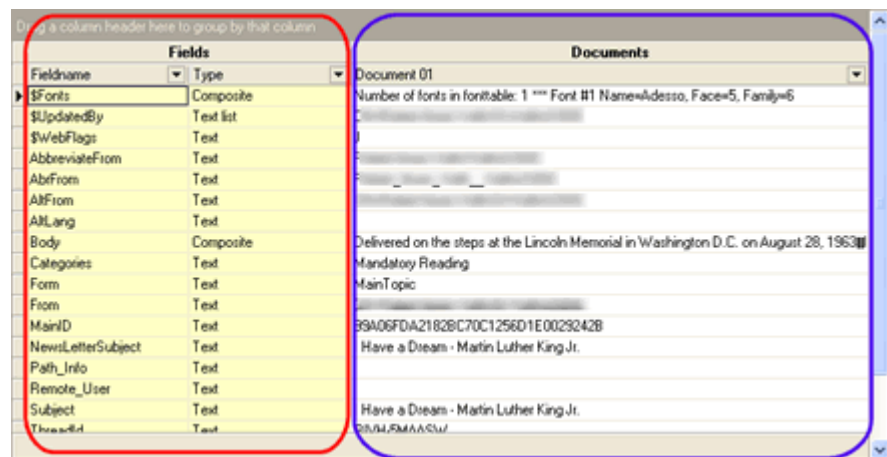 Drag a column header here to group by that column
Fields Documents
Fieldname Type Document 01
$Fonts Composite Number of fonts in fonttable: 1 *** Font #1 Name=Adesso, Face=5, Family=6
$UpdatedBy Text list
$WebFlags Text J
AbbreviateFrom Text
AbrFrom Text
AltFrom Text
AltLang Text
Body Composite Delivered on the steps at the Lincoln Memorial in Washington D.C. on August 28, 1963
Categories Text Mandatory Reading
Form Text MainTopic
From Text
MainID Text 99A06FDA2182BC70C1256D1E0029242B
NewsLetterSubject Text Have a Dream - Martin Luther King Jr.
Path_Info Text
Remote_User Text
Subject Text Have a Dream - Martin Luther King Jr.
ThreadId Text